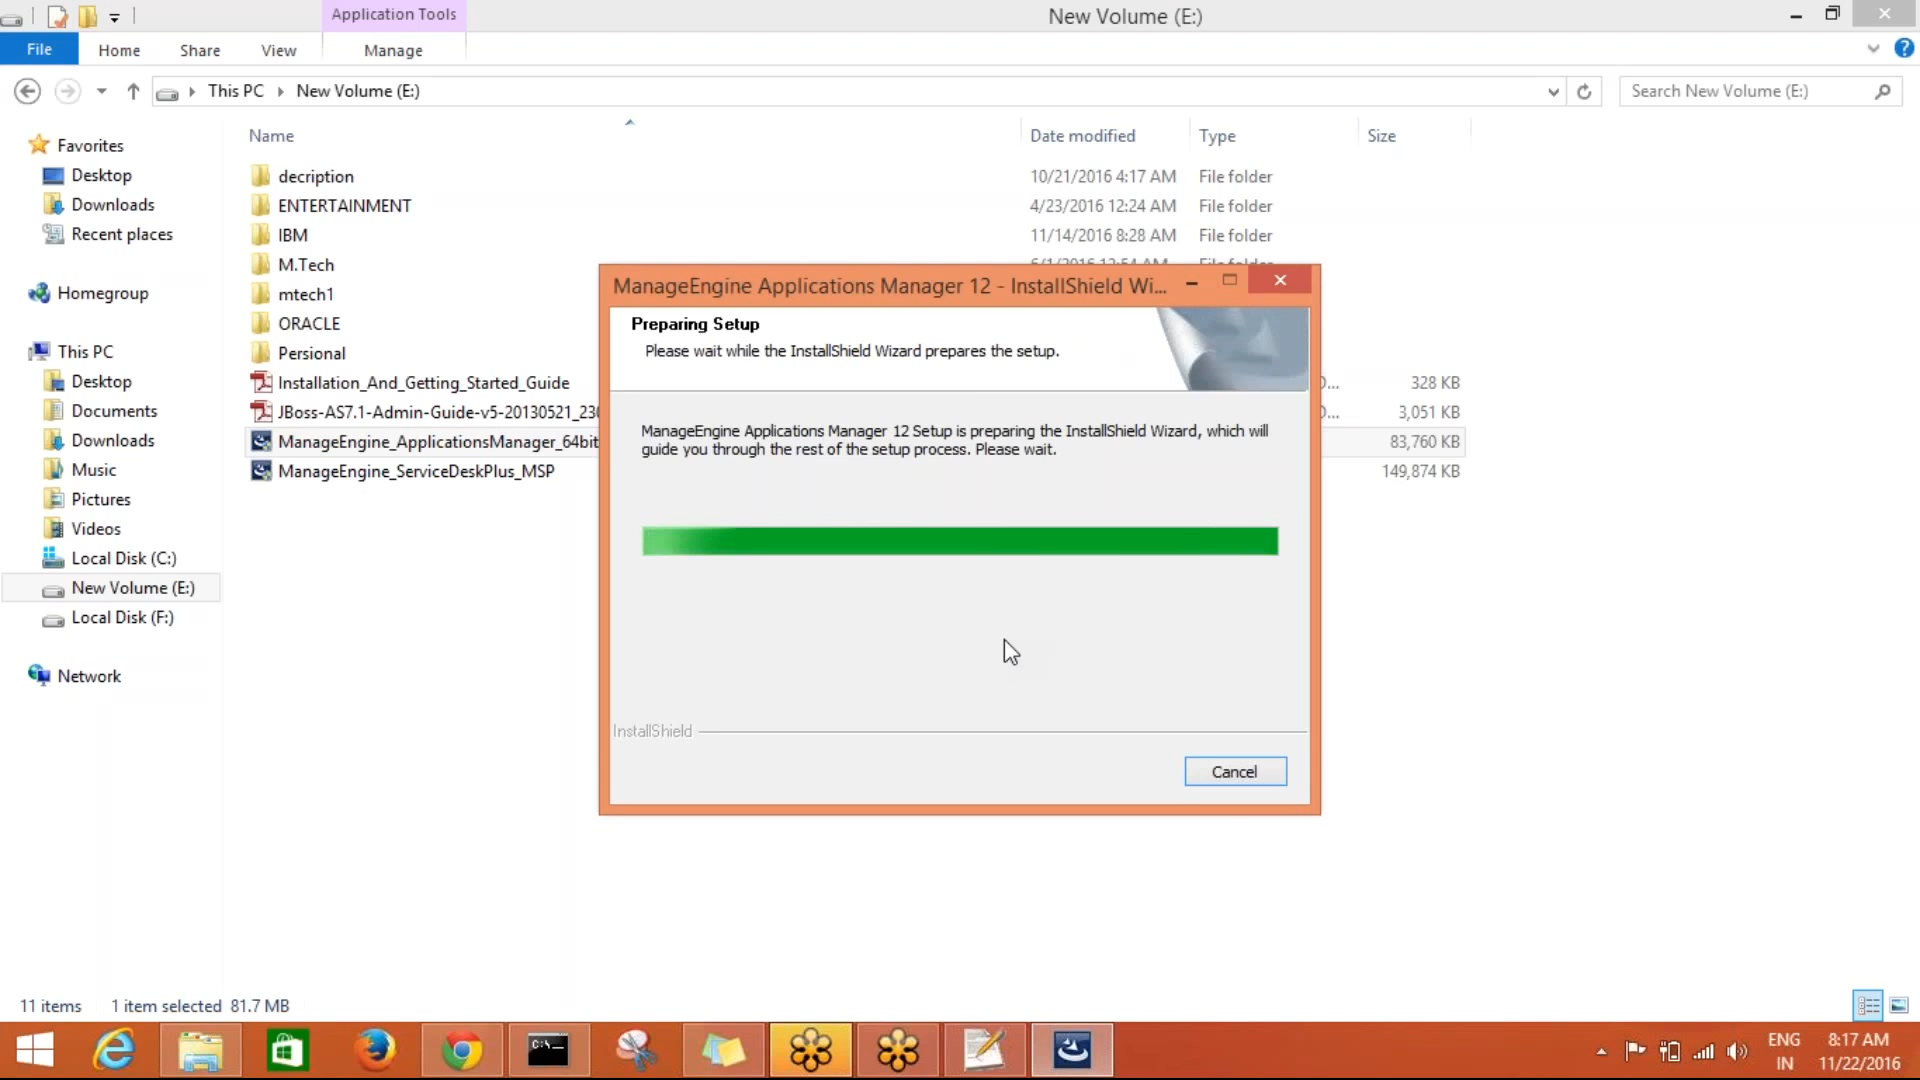 Application Tools
New Volume (E:)
File
Home
Share
View
Manage
This PC
New Volume (E:)
Search New Volume (E:)
Name
Date modified
Type
Size
Favorites
Desktop
Downloads
Recent places
Homegroup
This PC
Desktop
Documents
Downloads
Music
Pictures
Videos
Local Disk (C:)
New Volume (E:)
Local Disk (F:)
Network
decription 10/21/2016 4:17 AM File folder
ENTERTAINMENT 4/23/2016 12:24 AM File folder
IBM 11/14/2016 8:28 AM File folder
M.Tech
mtech1
ORACLE
Persional
Installation_And_Getting_Started_Guide 328 KB
JBoss-AS7.1-Admin-Guide-v5-20130521_230 3,051 KB
ManageEngine_ApplicationsManager_64bit 83,760 KB
ManageEngine_ServiceDeskPlus_MSP 149,874 KB
ManageEngine Applications Manager 12 - InstallShield Wi...
Preparing Setup
Please wait while the InstallShield Wizard prepares the setup.
ManageEngine Applications Manager 12 Setup is preparing the InstallShield Wizard, which will
guide you through the rest of the setup process. Please wait.
InstallShield
Cancel
11 items 1 item selected 81.7 MB
C:\_
ENG
IN
8:17 AM
11/22/2016